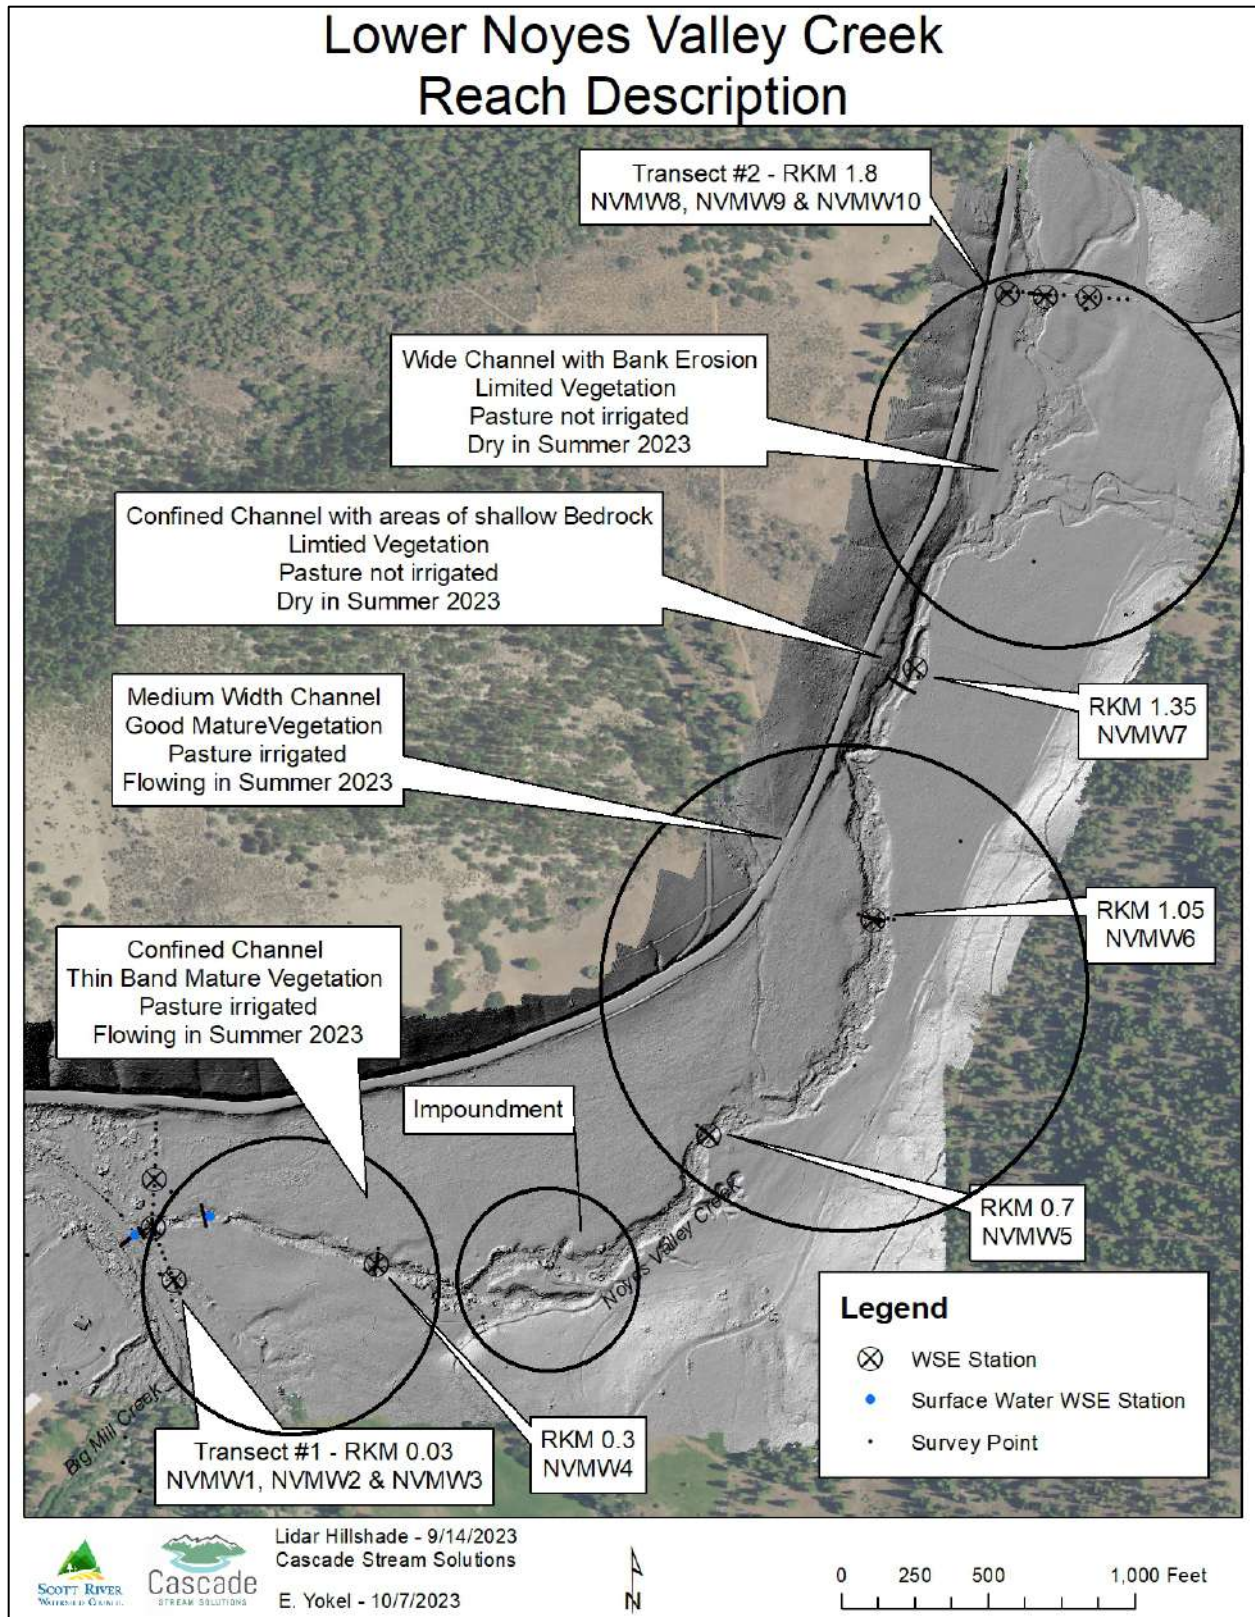 Lower Noyes Valley Creek
Reach Description
Transect #2 - RKM 1.8
NVMW8, NVMW9 & NVMW10
Wide Channel with Bank Erosion
Limited Vegetation
Pasture not irrigated
Dry in Summer 2023
Confined Channel with areas of shallow Bedrock
Limtied Vegetation
Pasture not irrigated
Dry in Summer 2023
Medium Width Channel
Good MatureVegetation
Pasture irrigated
Flowing in Summer 2023
RKM 1.35
NVMW7
RKM 1.05
NVMW6
Confined Channel
Thin Band Mature Vegetation
Pasture irrigated
Flowing in Summer 2023
Impoundment
Noyes Valley Creek
RKM 0.7
NVMW5
Big Mill Creek
Transect #1 - RKM 0.03
NVMW1, NVMW2 & NVMW3
RKM 0.3
NVMW4
Legend
WSE Station
Surface Water WSE Station
Survey Point
SCOTT RIVER
WATERSHED COUNCIL
Cascade
STREAM SOLUTIONS
Lidar Hillshade - 9/14/2023
Cascade Stream Solutions
E. Yokel - 10/7/2023
N
0 250 500 1,000 Feet